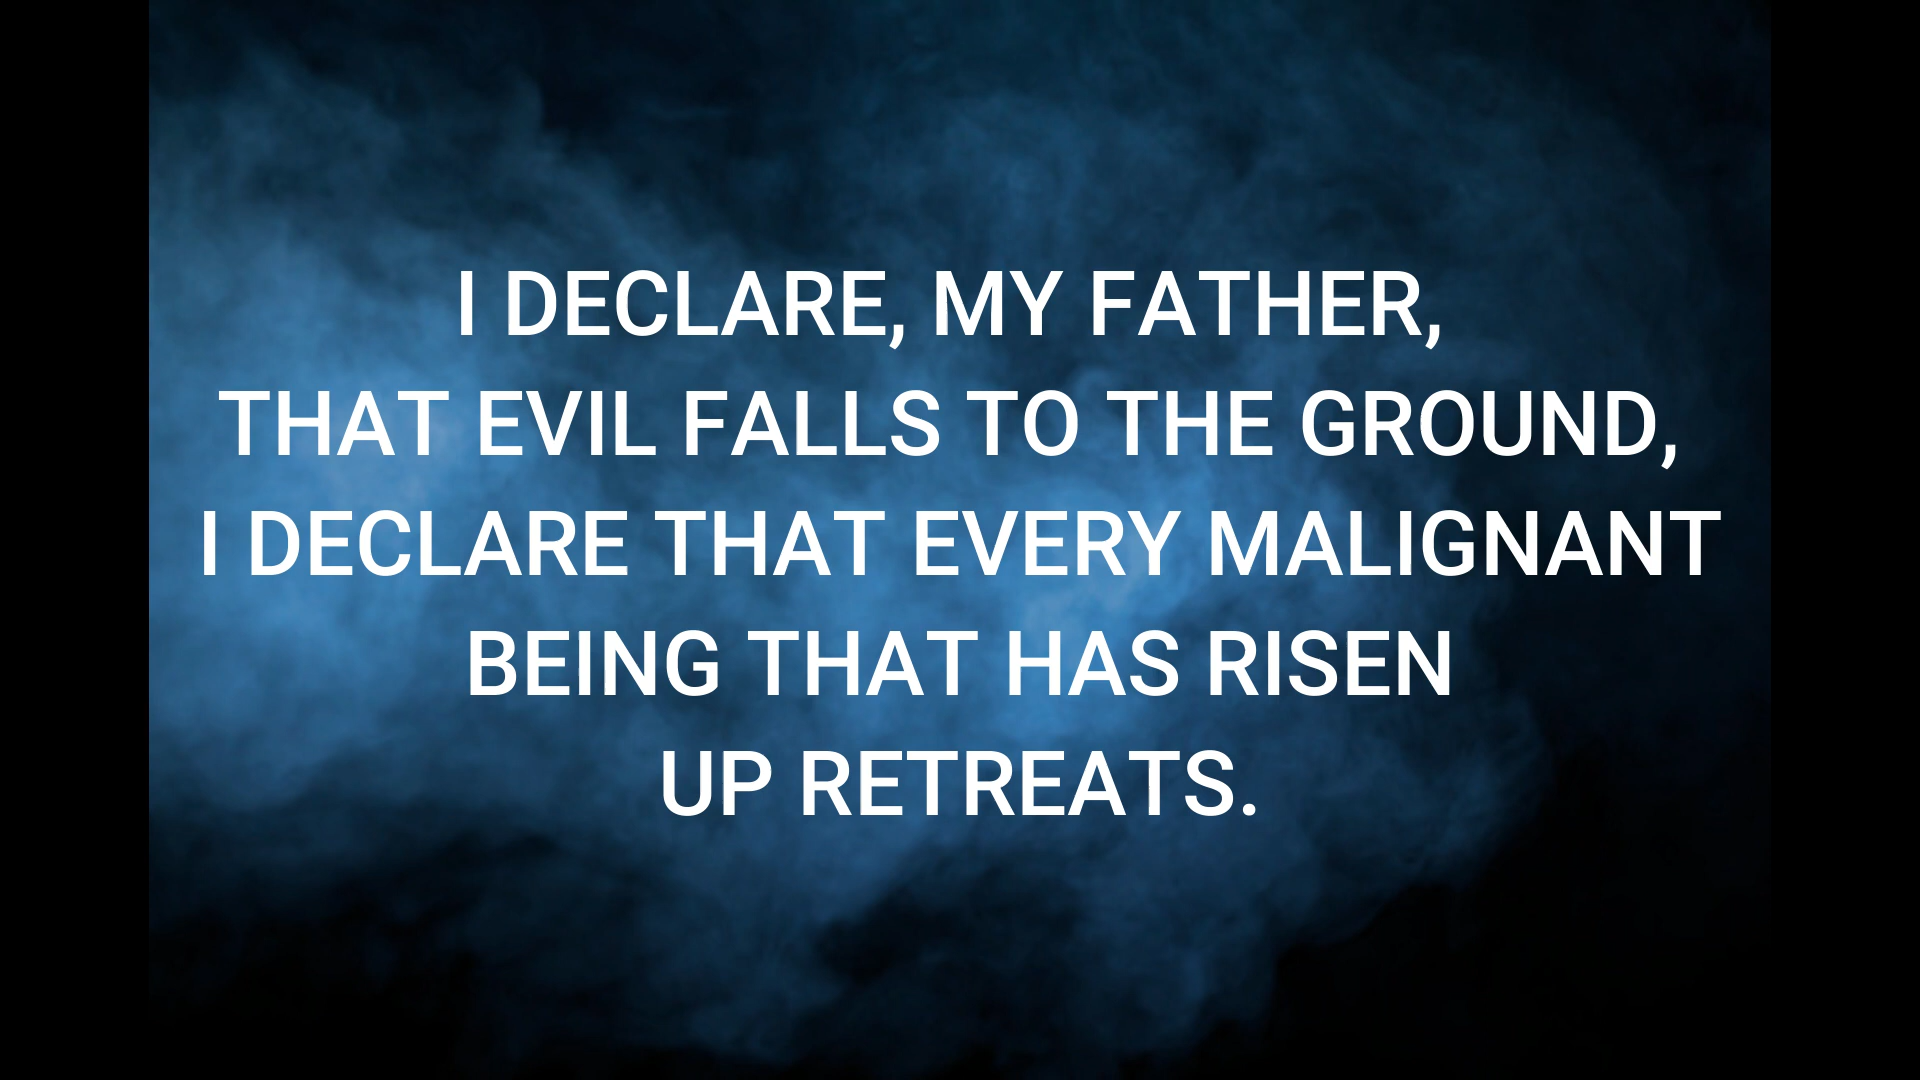 I DECLARE, MY FATHER,
THAT EVIL FALLS TO THE GROUND,
I DECLARE THAT EVERY MALIGNANT
BEING THAT HAS RISEN
UP RETREATS.